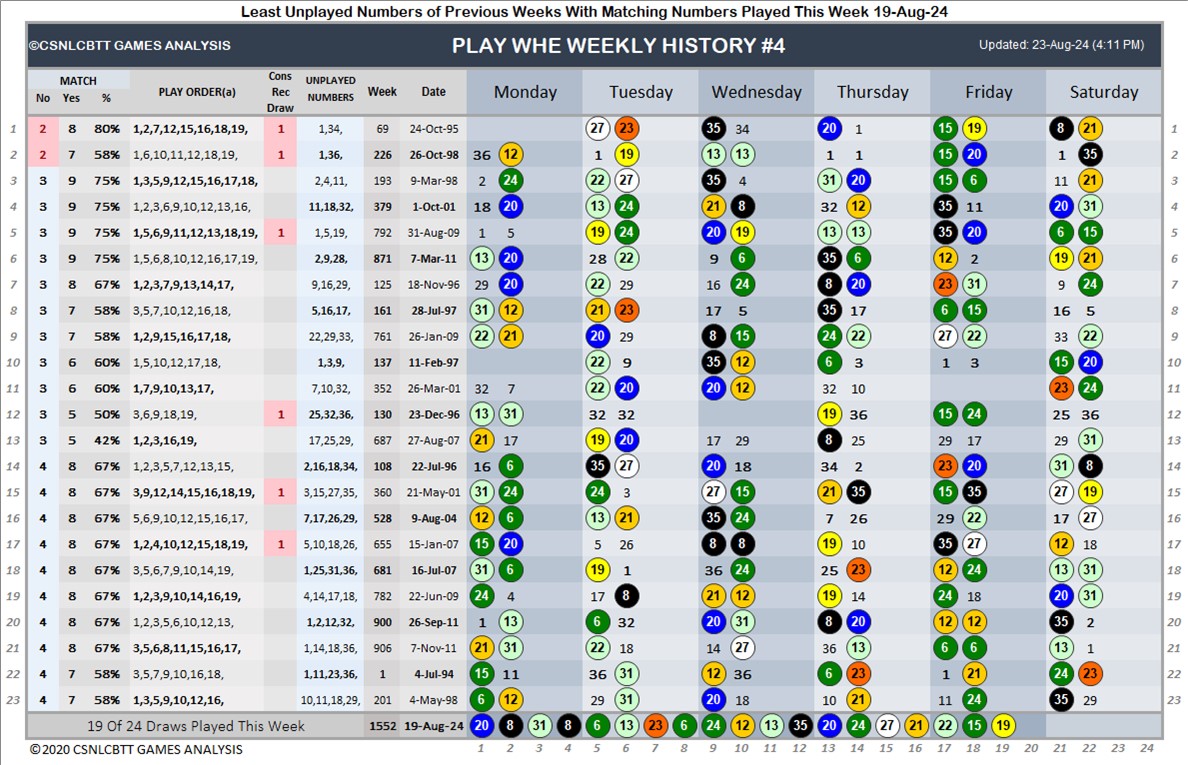 Least Unplayed Numbers of Previous Weeks With Matching Numbers Played This Week 19-Aug-24
©CSNLCBTT GAMES ANALYSIS PLAY WHE WEEKLY HISTORY #4 Updated: 23-Aug-24 (4:11 PM)
MATCH
No Yes % PLAY ORDER(a) Cons Rec Draw UNPLAYED NUMBERS Week Date Monday Tuesday Wednesday Thursday Friday Saturday
1 2 8 80% 1,2,7,12,15,16,18,19, 1 1,34, 69 24-Oct-95 27 23 35 34 20 1 15 19 8 21 1
2 2 7 58% 1,6,10,11,12,18,19, 1 1,36, 226 26-Oct-98 36 12 1 19 13 13 1 1 15 20 1 35 2
3 3 9 75% 1,3,5,9,12,15,16,17,18, 2,4,11, 193 9-Mar-98 2 24 22 27 35 4 31 20 15 6 11 21 3
4 3 9 75% 1,2,3,6,9,10,12,13,16, 11,18,32, 379 1-Oct-01 18 20 13 24 21 8 32 12 35 11 20 31 4
5 3 9 75% 1,5,6,9,11,12,13,18,19, 1 1,5,19, 792 31-Aug-09 1 5 19 24 20 19 13 13 35 20 6 15 5
6 3 9 75% 1,5,6,8,10,12,16,17,19, 2,9,28, 871 7-Mar-11 13 20 28 22 9 6 35 6 12 2 19 21 6
7 3 8 67% 1,2,3,7,9,13,14,17, 9,16,29, 125 18-Nov-96 29 20 22 29 16 24 8 20 23 31 9 24 7
8 3 7 58% 3,5,7,10,12,16,18, 5,16,17, 161 28-Jul-97 31 12 21 23 17 5 35 17 6 15 16 5 8
9 3 7 58% 1,2,9,15,16,17,18, 22,29,33, 761 26-Jan-09 22 21 20 29 8 15 24 22 27 22 33 22 9
10 3 6 60% 1,5,10,12,17,18, 1,3,9, 137 11-Feb-97 22 9 35 12 6 3 1 3 15 20 10
11 3 6 60% 1,7,9,10,13,17, 7,10,32, 352 26-Mar-01 32 7 22 20 20 12 32 10 23 24 11
12 3 5 50% 3,6,9,18,19, 1 25,32,36, 130 23-Dec-96 13 31 32 32 19 36 15 24 25 36 12
13 3 5 42% 1,2,3,16,19, 17,25,29, 687 27-Aug-07 21 17 19 20 17 29 8 25 29 17 29 31 13
14 4 8 67% 1,2,3,5,7,12,13,15, 2,16,18,34, 108 22-Jul-96 16 6 35 27 20 18 34 2 23 20 31 8 14
15 4 8 67% 3,9,12,14,15,16,18,19, 1 3,15,27,35, 360 21-May-01 31 24 24 3 27 15 21 35 15 35 27 19 15
16 4 8 67% 5,6,9,10,12,15,16,17, 7,17,26,29, 528 9-Aug-04 12 6 13 21 35 24 7 26 29 22 17 27 16
17 4 8 67% 1,2,4,10,12,15,18,19, 1 5,10,18,26, 655 15-Jan-07 15 20 5 26 8 8 19 10 35 27 12 18 17
18 4 8 67% 3,5,6,7,9,10,14,19, 1,25,31,36, 681 16-Jul-07 31 6 19 1 36 24 25 23 12 24 13 31 18
19 4 8 67% 1,2,3,9,10,14,16,19, 4,14,17,18, 782 22-Jun-09 24 4 17 8 21 12 19 14 24 18 20 31 19
20 4 8 67% 1,2,3,5,6,10,12,13, 1,2,12,32, 900 26-Sep-11 1 13 6 32 20 31 8 20 12 12 35 2 20
21 4 8 67% 3,5,6,8,11,15,16,17, 1,14,18,36, 906 7-Nov-11 21 31 22 18 14 27 36 13 6 6 13 1 21
22 4 7 58% 3,5,7,9,10,16,18, 1,11,23,36, 1 4-Jul-94 15 11 36 31 12 36 6 23 1 21 24 23 22
23 4 7 58% 1,3,5,9,10,12,16, 10,11,18,29, 201 4-May-98 6 12 29 31 20 18 10 21 11 24 35 29 23
19 Of 24 Draws Played This Week 1552 19-Aug-24 20 8 31 8 6 13 23 6 24 12 13 35 20 24 27 21 22 15 19
© 2020 CSNLCBTT GAMES ANALYSIS 1 2 3 4 5 6 7 8 9 10 11 12 13 14 15 16 17 18 19 20 21 22 23 24